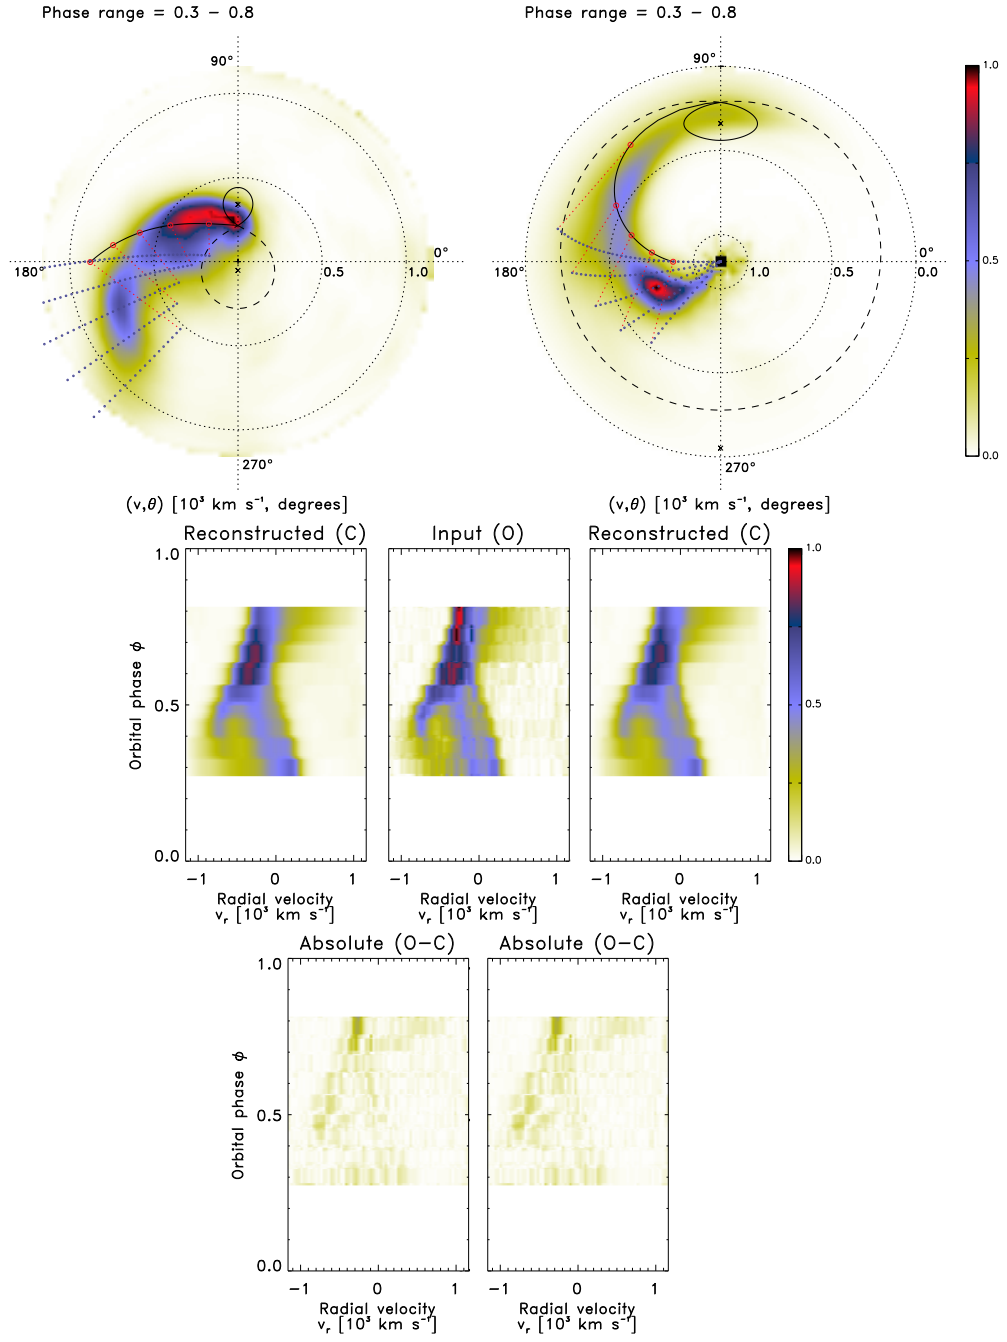 Phase range = 0.3 − 0.8
Phase range = 0.3 − 0.8
90°
180°
0°
0.5
1.0
270°
(v,θ) [10³ km s⁻¹, degrees]
90°
180°
0°
1.0
0.5
0.0
270°
(v,θ) [10³ km s⁻¹, degrees]
1.0
0.5
0.0
Reconstructed (C)
Input (O)
Reconstructed (C)
1.0
0.5
0.0
Orbital phase ϕ
−1 0 1
−1 0 1
−1 0 1
Radial velocity
vᵣ [10³ km s⁻¹]
Radial velocity
vᵣ [10³ km s⁻¹]
Radial velocity
vᵣ [10³ km s⁻¹]
1.0
0.5
0.0
Absolute (O−C)
Absolute (O−C)
1.0
0.5
0.0
Orbital phase ϕ
−1 0 1
−1 0 1
Radial velocity
vᵣ [10³ km s⁻¹]
Radial velocity
vᵣ [10³ km s⁻¹]